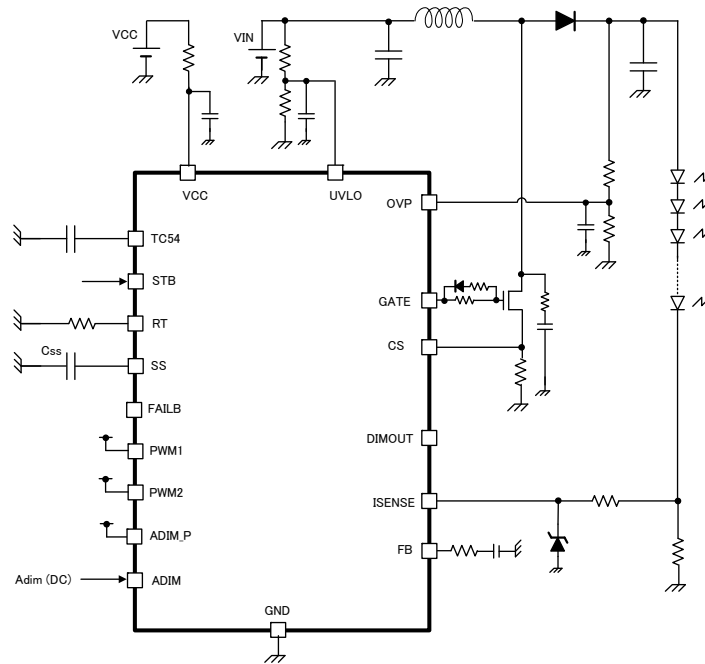 VCC
VIN
VCC
UVLO
OVP
TC54
STB
GATE
RT
CS
Css
SS
FAILB
DIMOUT
PWM1
PWM2
ISENSE
ADIM_P
FB
Adim (DC)
ADIM
GND